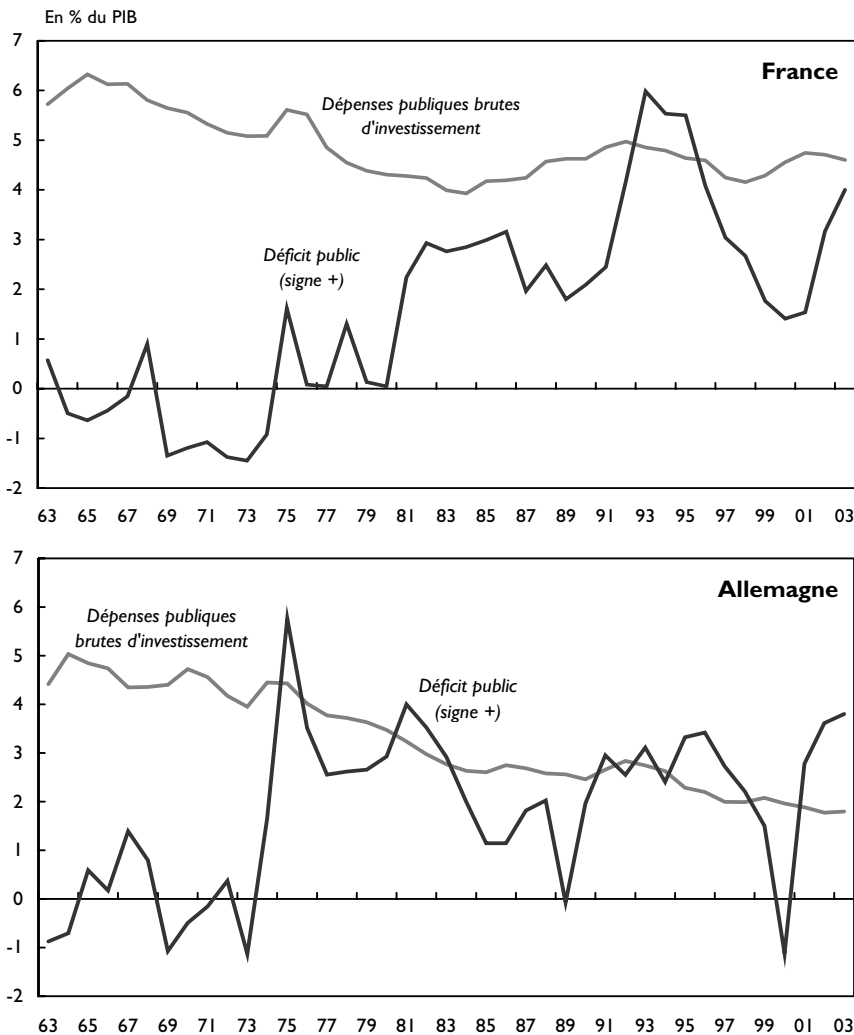 En % du PIB
7
France
6
Dépenses publiques brutes
d'investissement
5
4
3
Déficit public
(signe +)
2
1
0
-1
-2
63 65 67 69 71 73 75 77 79 81 83 85 87 89 91 93 95 97 99 01 03
7
Allemagne
6
Dépenses publiques
brutes d'investissement
5
Déficit public
(signe +)
4
3
2
1
0
-1
-2
63 65 67 69 71 73 75 77 79 81 83 85 87 89 91 93 95 97 99 01 03